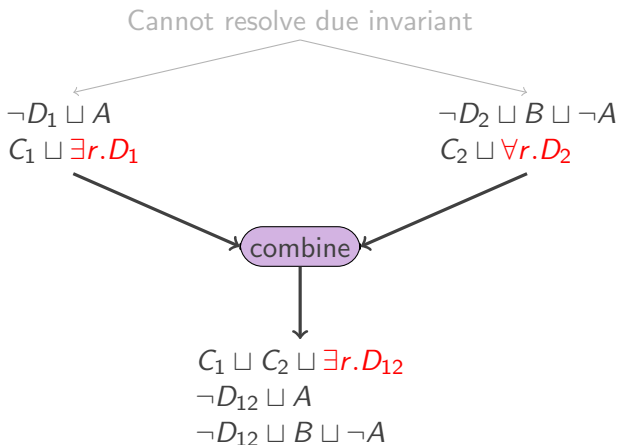 Cannot resolve due invariant
¬D₁ ⊔ A
C₁ ⊔ ∃r.D₁
¬D₂ ⊔ B ⊔ ¬A
C₂ ⊔ ∀r.D₂
combine
C₁ ⊔ C₂ ⊔ ∃r.D₁₂
¬D₁₂ ⊔ A
¬D₁₂ ⊔ B ⊔ ¬A